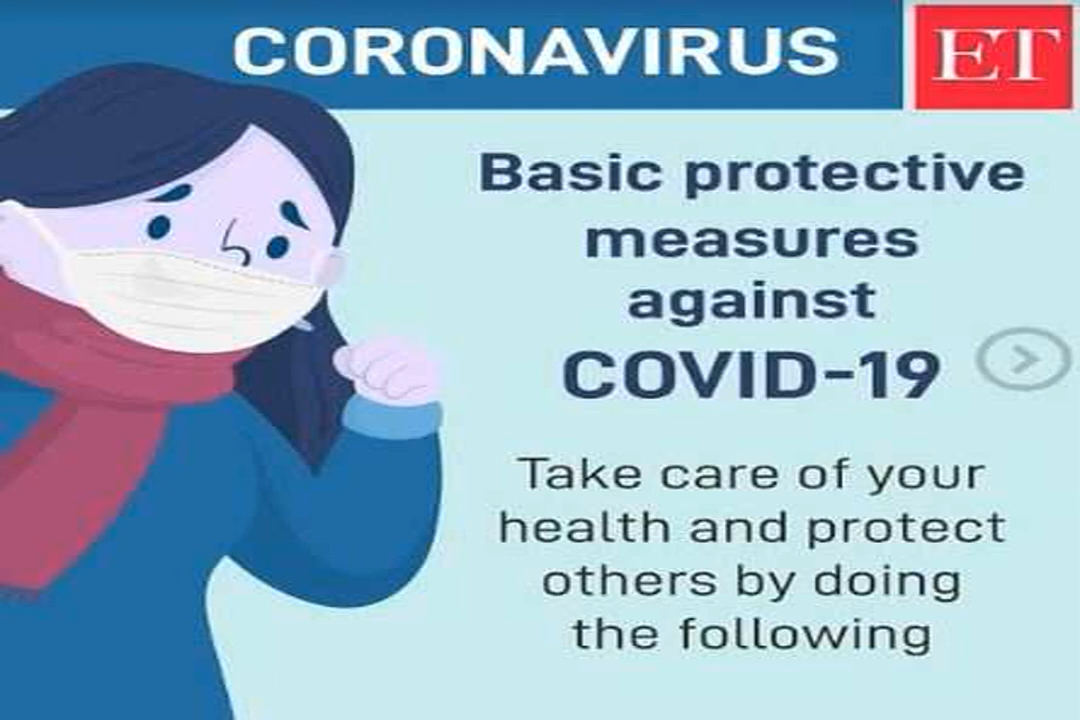 CORONAVIRUS
ET
Basic protective
measures
against
COVID-19
Take care of your
health and protect
others by doing
the following